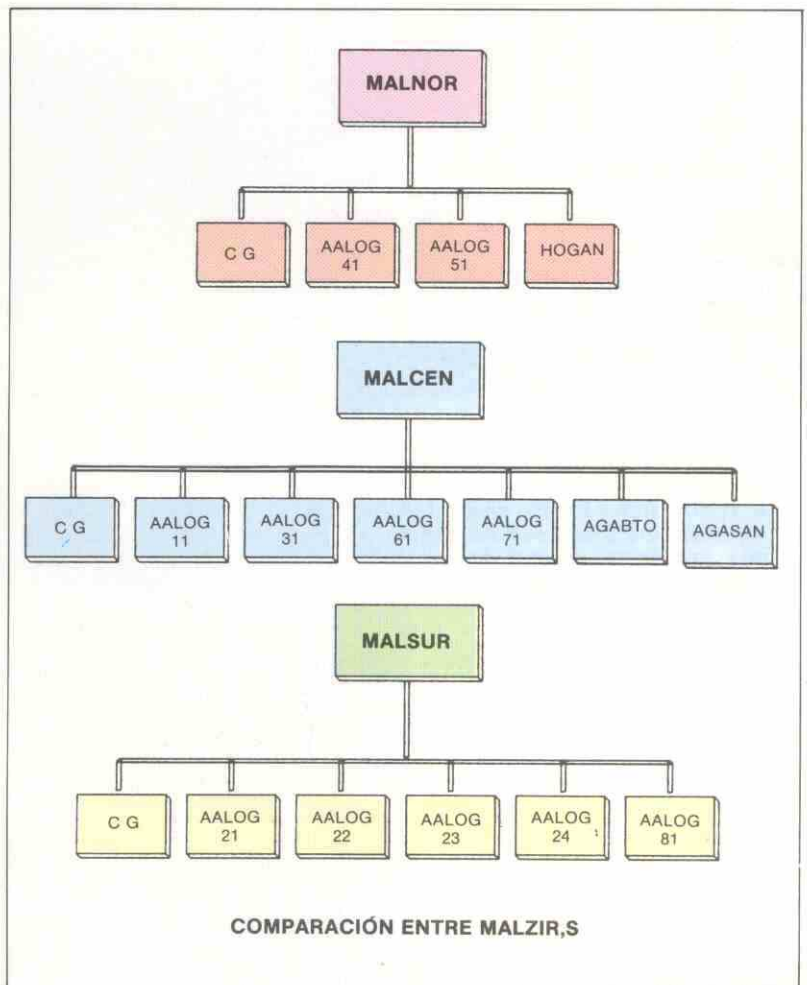 MALNOR
C G
AALOG
41
AALOG
51
HOGAN
MALCEN
C G
AALOG
11
AALOG
31
AALOG
61
AALOG
71
AGABTO
AGASAN
MALSUR
C G
AALOG
21
AALOG
22
AALOG
23
AALOG
24
AALOG
81
COMPARACIÓN ENTRE MALZIR,S